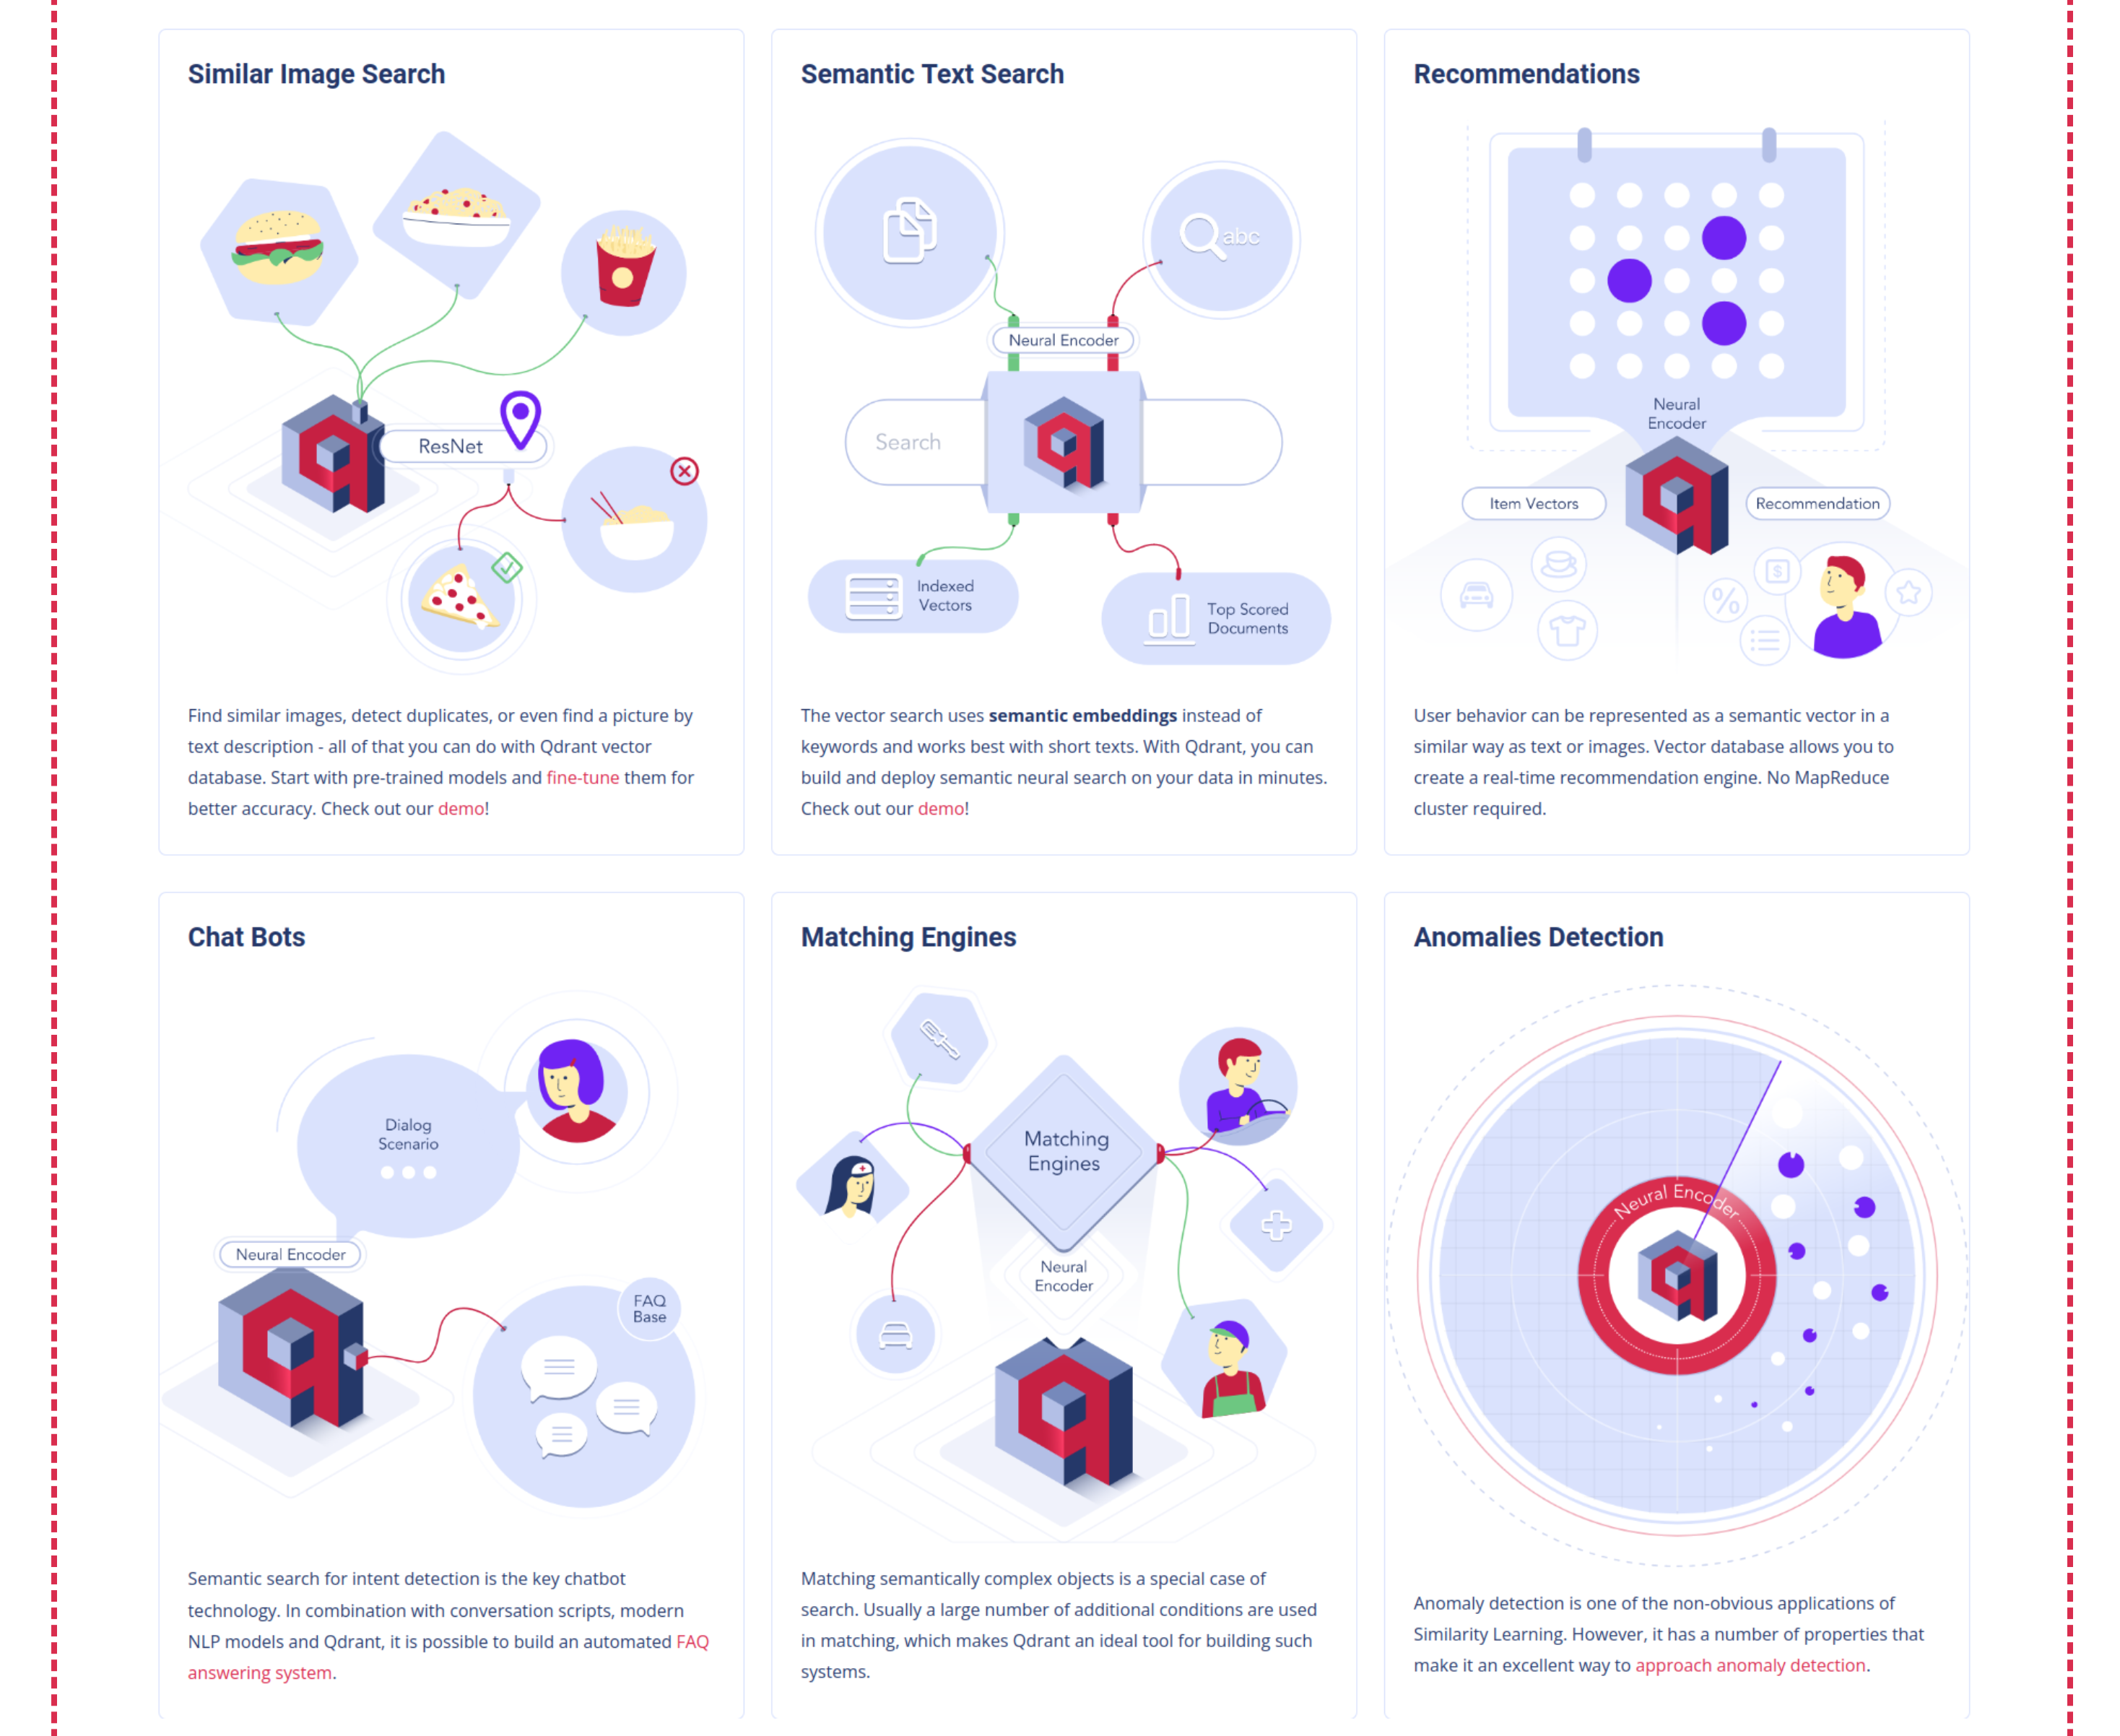 Similar Image Search
ResNet
Find similar images, detect duplicates, or even find a picture by
text description - all of that you can do with Qdrant vector
database. Start with pre-trained models and fine-tune them for
better accuracy. Check out our demo!
Semantic Text Search
abc
Neural Encoder
Search
Indexed
Vectors
Top Scored
Documents
The vector search uses semantic embeddings instead of
keywords and works best with short texts. With Qdrant, you can
build and deploy semantic neural search on your data in minutes.
Check out our demo!
Recommendations
Neural
Encoder
Item Vectors
Recommendation
%
$
User behavior can be represented as a semantic vector in a
similar way as text or images. Vector database allows you to
create a real-time recommendation engine. No MapReduce
cluster required.
Chat Bots
Dialog
Scenario
Neural Encoder
FAQ
Base
Semantic search for intent detection is the key chatbot
technology. In combination with conversation scripts, modern
NLP models and Qdrant, it is possible to build an automated FAQ
answering system.
Matching Engines
Matching
Engines
Neural
Encoder
Matching semantically complex objects is a special case of
search. Usually a large number of additional conditions are used
in matching, which makes Qdrant an ideal tool for building such
systems.
Anomalies Detection
Neural Encoder
Anomaly detection is one of the non-obvious applications of
Similarity Learning. However, it has a number of properties that
make it an excellent way to approach anomaly detection.